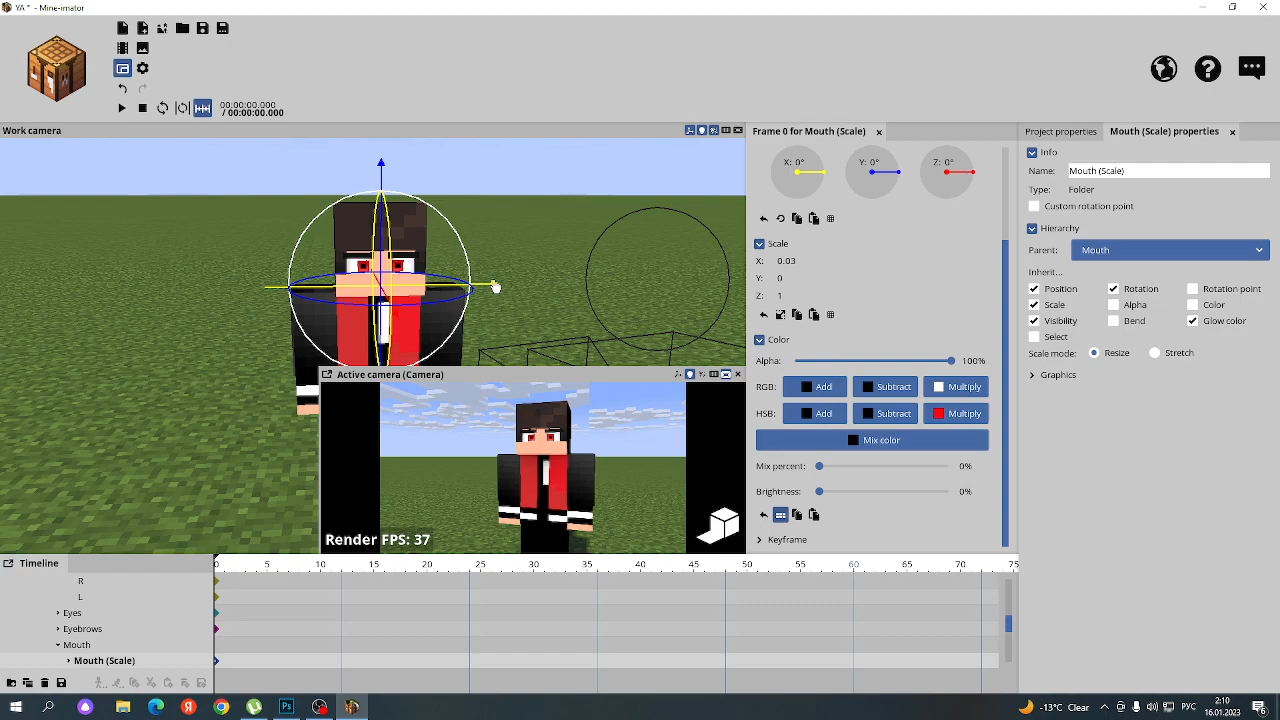 YA * - Mine-imator
00:00:00.000
/ 00:00:00.000
Work camera
Active camera (Camera)
Render FPS: 37
Frame 0 for Mouth (Scale)
X: 0°
Y: 0°
Z: 0°
Scale
X: 0.03
Y: 0
Z: 1
Color
Alpha:
100%
RGB:
Add
Subtract
Multiply
HSB:
Add
Subtract
Multiply
Mix color
Mix percent:
0%
Brightness:
0%
Keyframe
Project properties
Mouth (Scale) properties
Info
Name: Mouth (Scale)
Type: Folder
Custom rotation point
Hierarchy
Parent: Mouth
Inherit...
Position
Rotation
Rotation point
Scale
Alpha
Color
Visibility
Bend
Glow color
Select
Scale mode:
Resize
Stretch
Graphics
Timeline
0 5 10 15 20 25 30 35 40 45 50 55 60 65 70 75
R
L
Eyes
Eyebrows
Mouth
Mouth (Scale)
Ps
-13°C Clear
РУС
2:10
16.01.2023
6